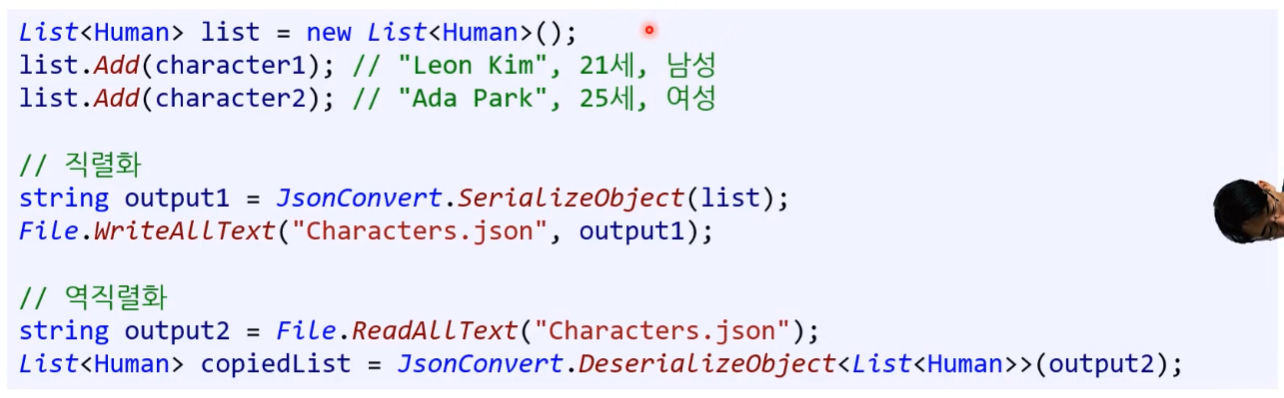 List<Human> list = new List<Human>();
list.Add(character1); // "Leon Kim", 21세, 남성
list.Add(character2); // "Ada Park", 25세, 여성
// 직렬화
string output1 = JsonConvert.SerializeObject(list);
File.WriteAllText("Characters.json", output1);
// 역직렬화
string output2 = File.ReadAllText("Characters.json");
List<Human> copiedList = JsonConvert.DeserializeObject<List<Human>>(output2);